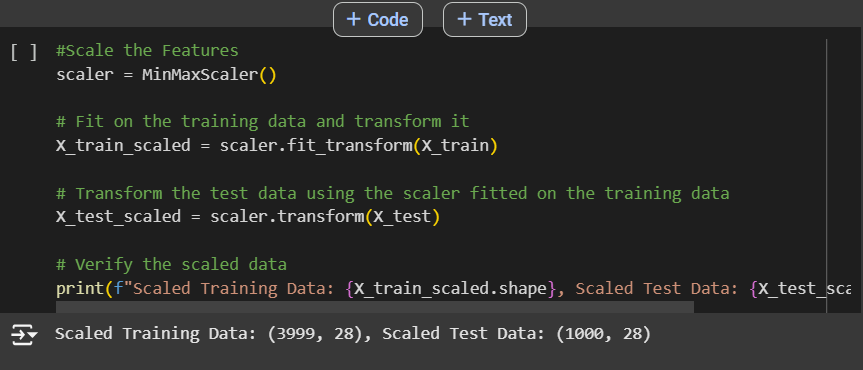 + Code + Text
[ ] #Scale the Features
scaler = MinMaxScaler()
# Fit on the training data and transform it
X_train_scaled = scaler.fit_transform(X_train)
# Transform the test data using the scaler fitted on the training data
X_test_scaled = scaler.transform(X_test)
# Verify the scaled data
print(f"Scaled Training Data: {X_train_scaled.shape}, Scaled Test Data: {X_test_sca
Scaled Training Data: (3999, 28), Scaled Test Data: (1000, 28)